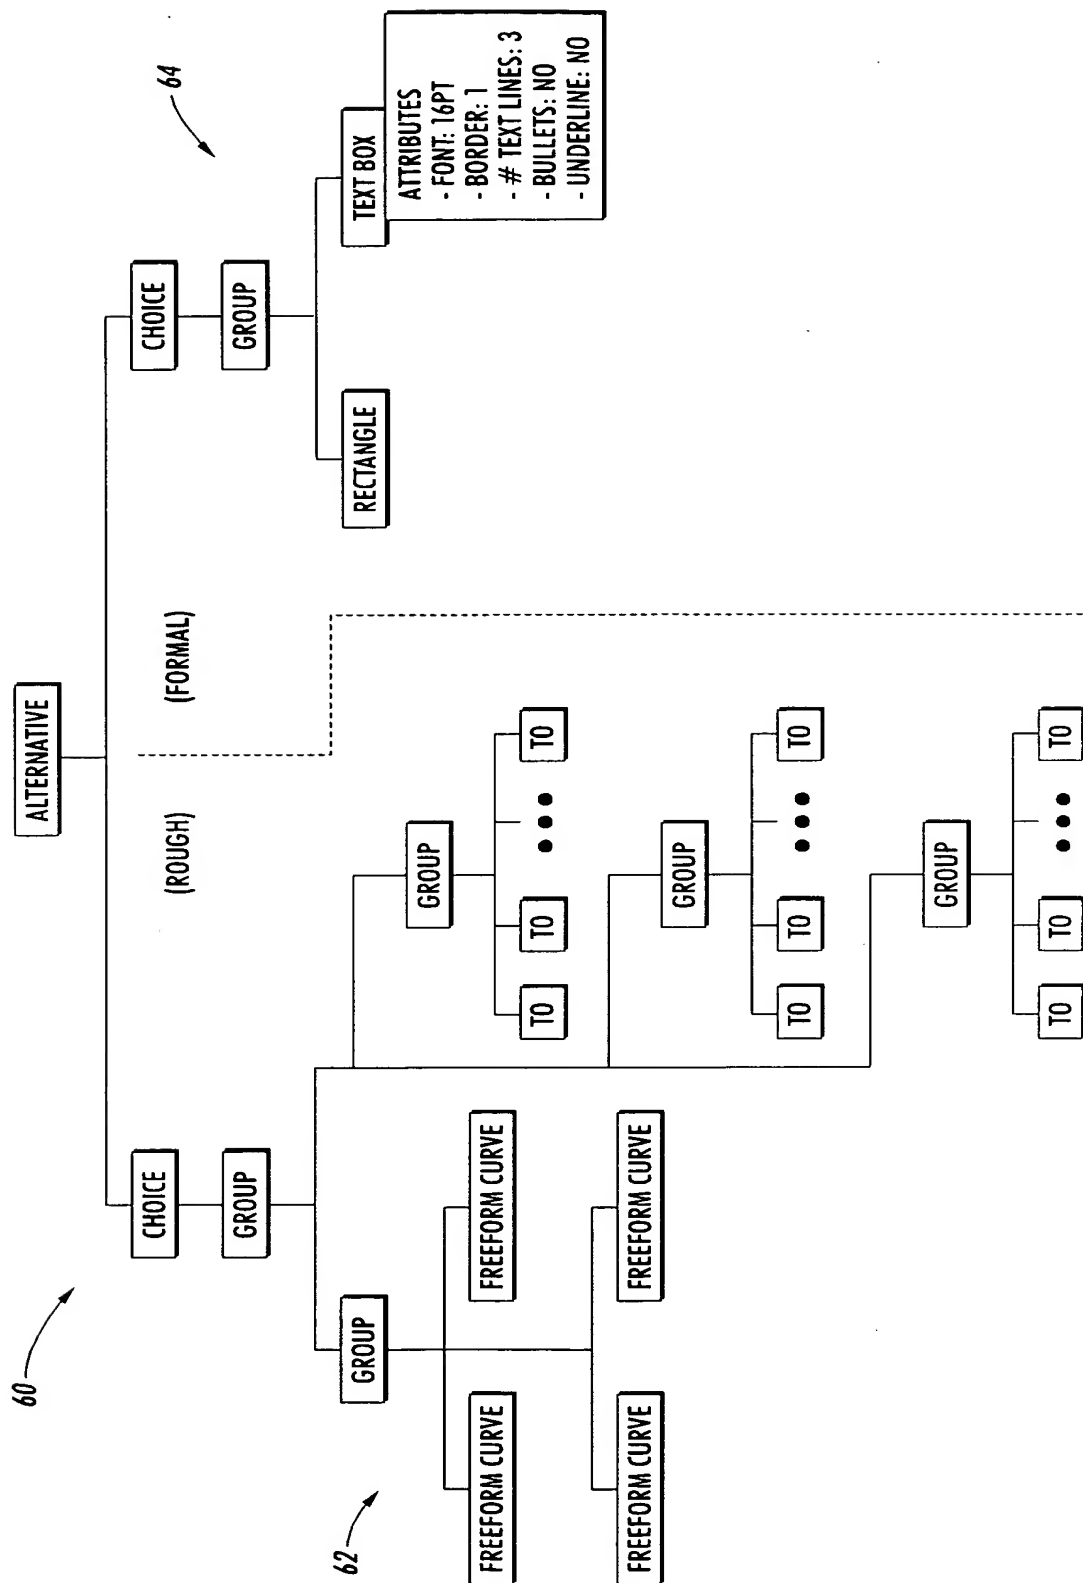 60
64
ALTERNATIVE
(ROUGH)
(FORMAL)
CHOICE
CHOICE
GROUP
GROUP
62
GROUP
RECTANGLE
TEXT BOX
ATTRIBUTES
- FONT: 16PT
- BORDER: 1
- # TEXT LINES: 3
- BULLETS: NO
- UNDERLINE: NO
GROUP
FREEFORM CURVE
FREEFORM CURVE
TO
TO
TO
FREEFORM CURVE
FREEFORM CURVE
GROUP
TO
TO
TO
GROUP
TO
TO
TO